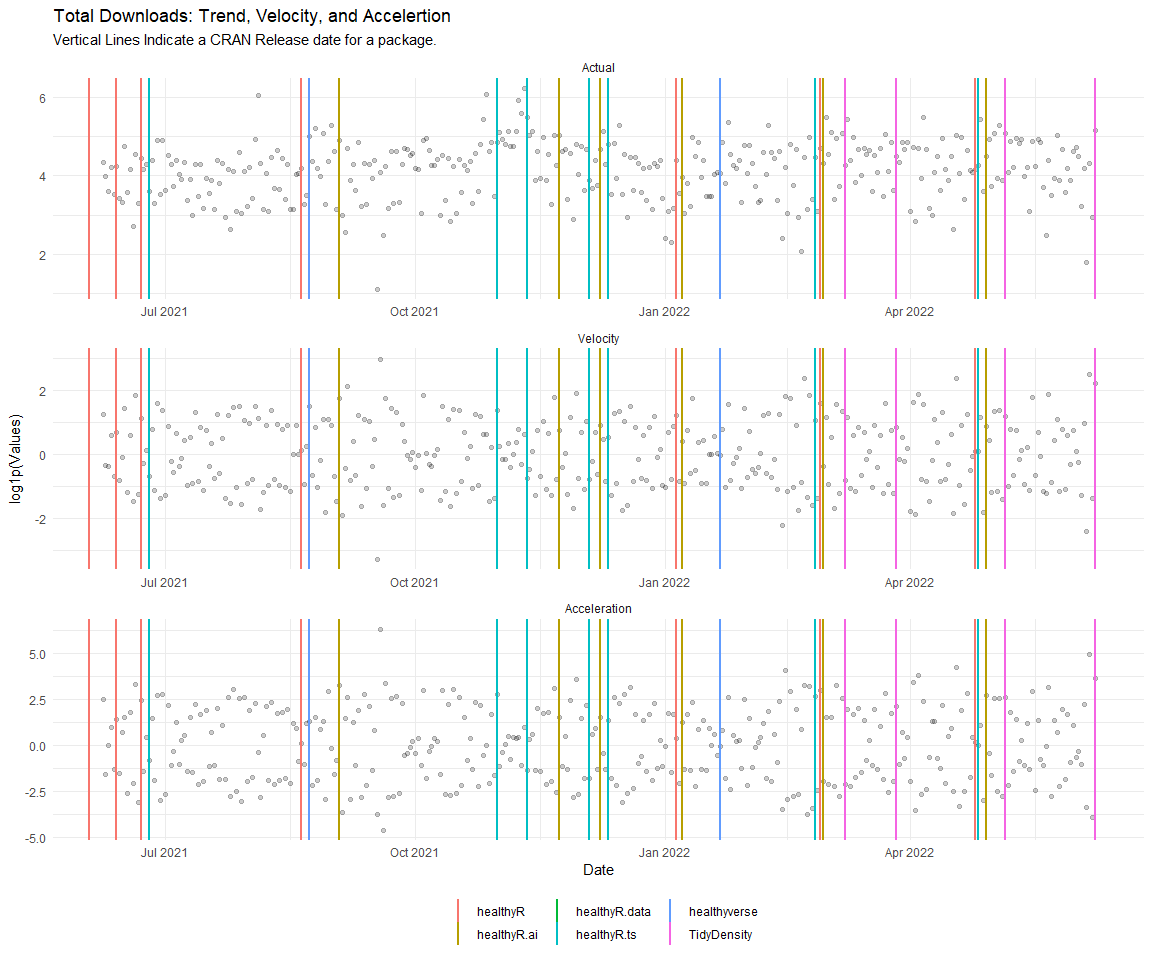 Total Downloads: Trend, Velocity, and Accelertion
Vertical Lines Indicate a CRAN Release date for a package.
Actual
6
4
2
Jul 2021 Oct 2021 Jan 2022 Apr 2022
Velocity
2
0
-2
Jul 2021 Oct 2021 Jan 2022 Apr 2022
log1p(Values)
Acceleration
5.0
2.5
0.0
-2.5
-5.0
Jul 2021 Oct 2021 Jan 2022 Apr 2022
Date
healthyR healthyR.data healthyverse
healthyR.ai healthyR.ts TidyDensity